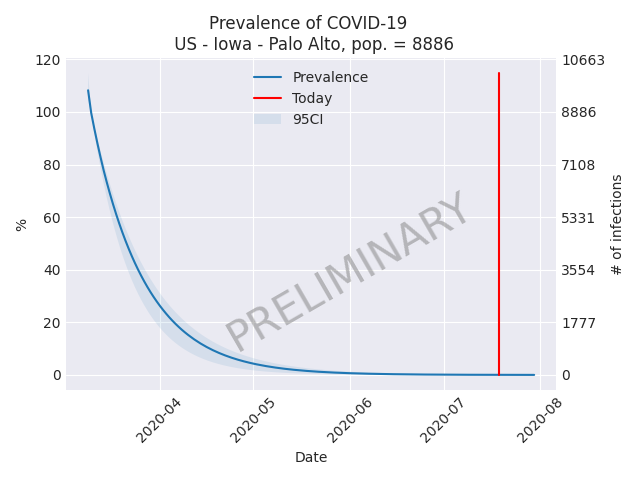 Prevalence of COVID-19
US - Iowa - Palo Alto, pop. = 8886
Prevalence
Today
95CI
%
120
100
80
60
40
20
0
10663
8886
7108
5331
3554
1777
0
# of infections
PRELIMINARY
2020-04
2020-05
2020-06
2020-07
2020-08
Date